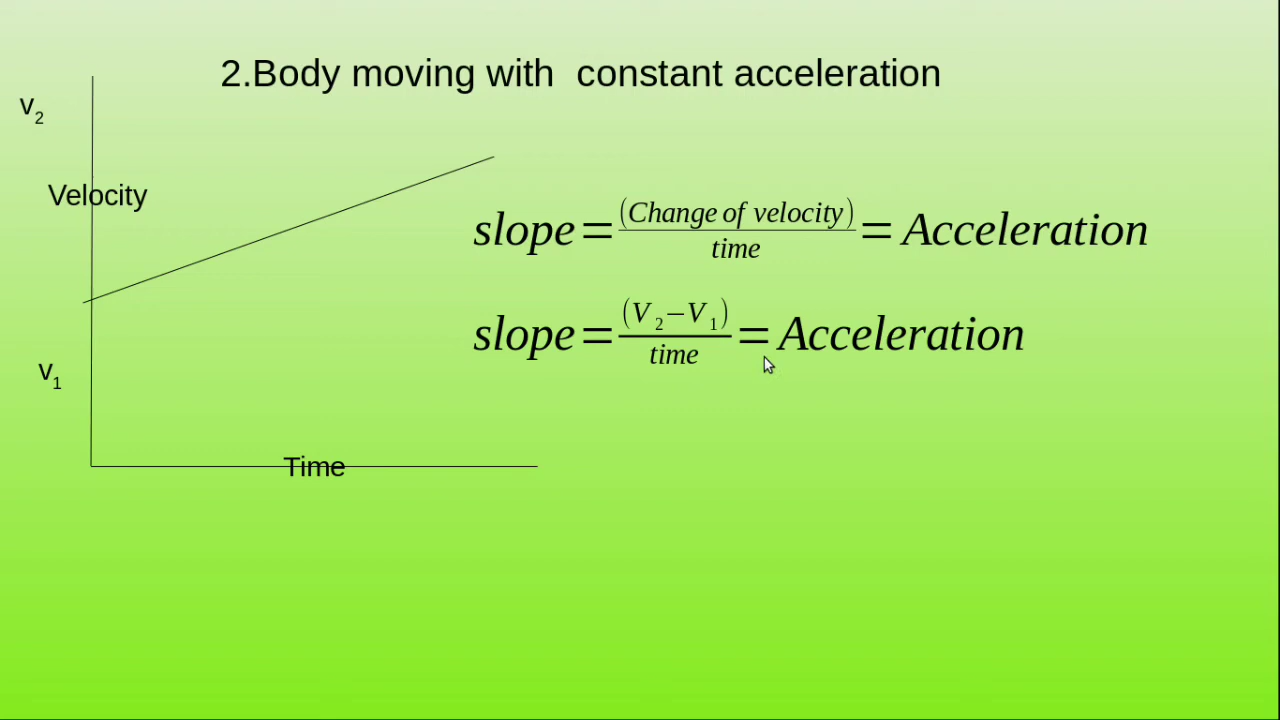 2.Body moving with  constant acceleration
v2
Velocity
slope=(Change of velocity)/time=Acceleration
slope=(V2−V1)/time=Acceleration
v1
Time